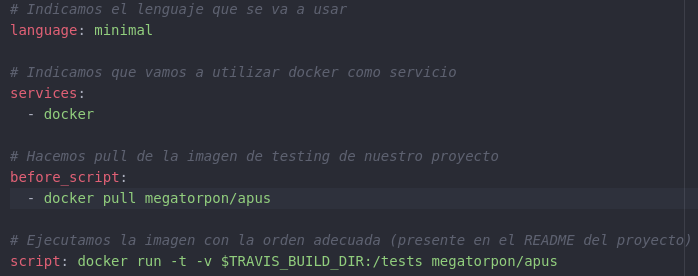 # Indicamos el lenguaje que se va a usar
language: minimal
# Indicamos que vamos a utilizar docker como servicio
services:
  - docker
# Hacemos pull de la imagen de testing de nuestro proyecto
before_script:
  - docker pull megatorpon/apus
# Ejecutamos la imagen con la orden adecuada (presente en el README del proyecto)
script: docker run -t -v $TRAVIS_BUILD_DIR:/tests megatorpon/apus